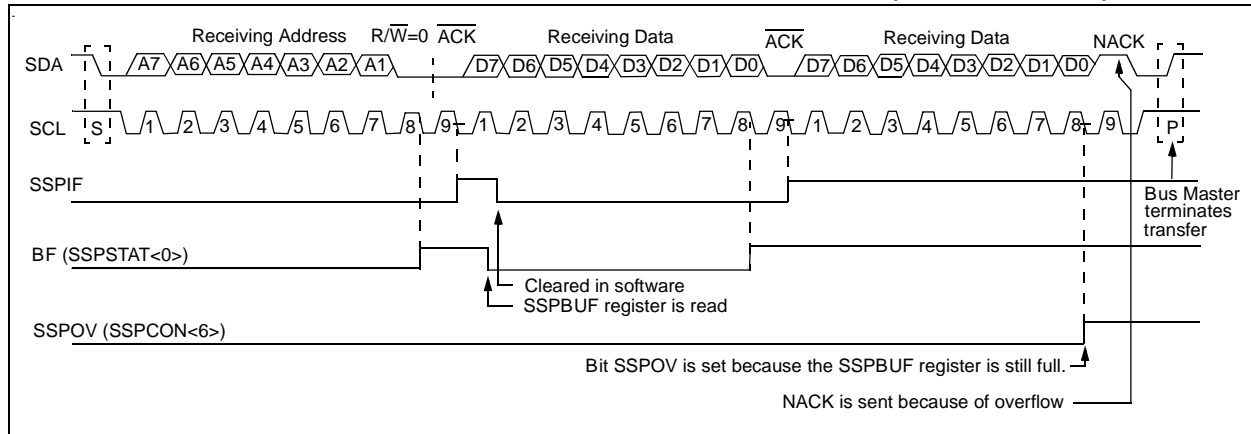 Receiving Address R/W=0 ACK Receiving Data ACK Receiving Data NACK
SDA A7 A6 A5 A4 A3 A2 A1 D7 D6 D5 D4 D3 D2 D1 D0 D7 D6 D5 D4 D3 D2 D1 D0
SCL S 1 2 3 4 5 6 7 8 9 1 2 3 4 5 6 7 8 9 1 2 3 4 5 6 7 8 9 P
SSPIF
Bus Master
terminates
transfer
BF (SSPSTAT<0>)
Cleared in software
SSPBUF register is read
SSPOV (SSPCON<6>)
Bit SSPOV is set because the SSPBUF register is still full.
NACK is sent because of overflow